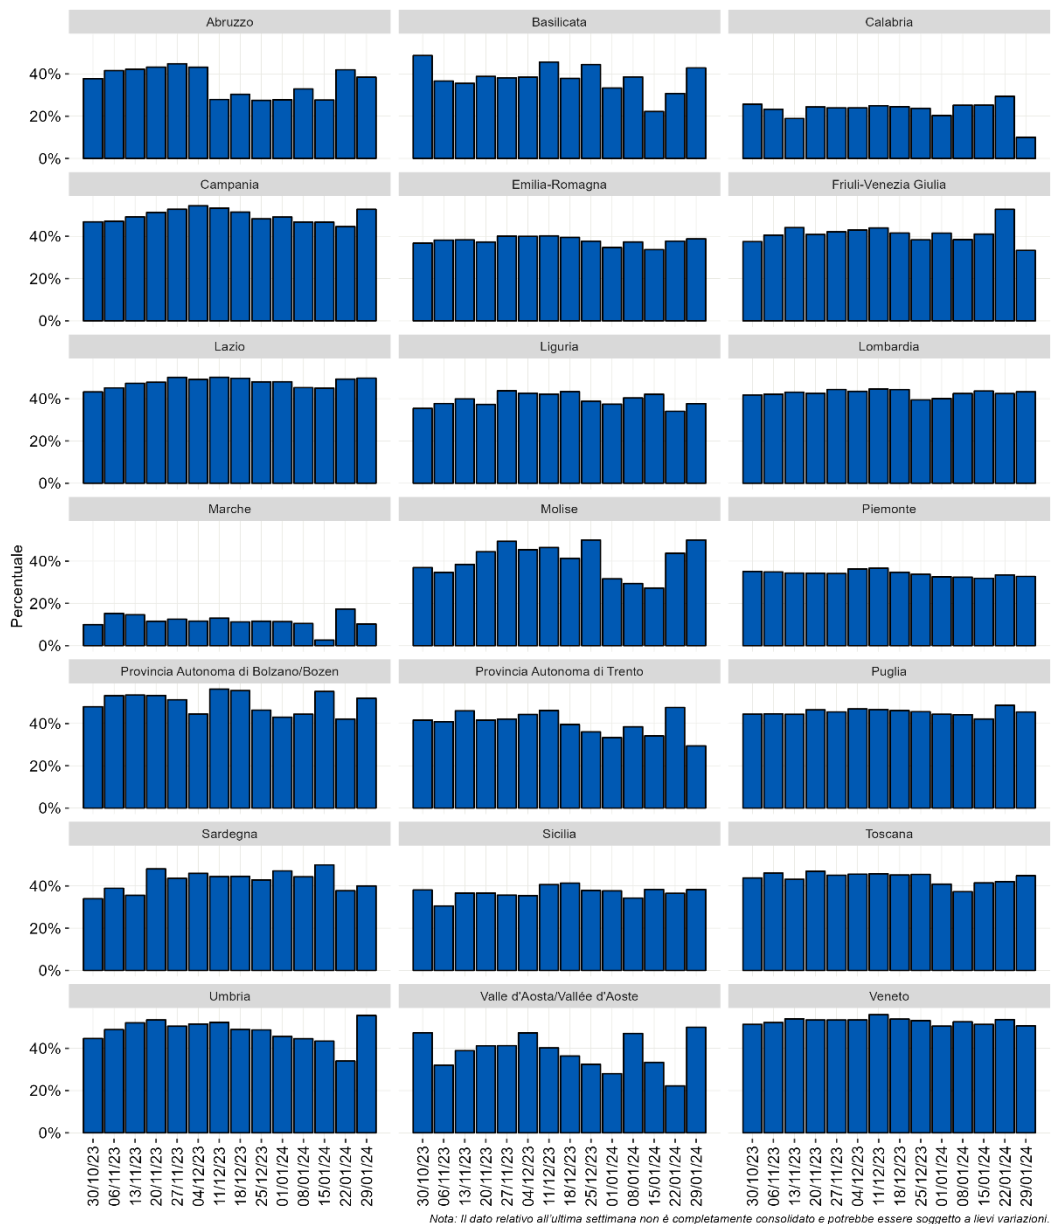 Abruzzo
Basilicata
Calabria
40%
20%
0%
Campania
Emilia-Romagna
Friuli-Venezia Giulia
40%
20%
0%
Lazio
Liguria
Lombardia
40%
20%
0%
Marche
Molise
Piemonte
40%
20%
0%
Percentuale
Provincia Autonoma di Bolzano/Bozen
Provincia Autonoma di Trento
Puglia
40%
20%
0%
Sardegna
Sicilia
Toscana
40%
20%
0%
Umbria
Valle d'Aosta/Vallée d'Aoste
Veneto
40%
20%
0%
30/10/23
06/11/23
13/11/23
20/11/23
27/11/23
04/12/23
11/12/23
18/12/23
25/12/23
01/01/24
08/01/24
15/01/24
22/01/24
29/01/24
30/10/23
06/11/23
13/11/23
20/11/23
27/11/23
04/12/23
11/12/23
18/12/23
25/12/23
01/01/24
08/01/24
15/01/24
22/01/24
29/01/24
30/10/23
06/11/23
13/11/23
20/11/23
27/11/23
04/12/23
11/12/23
18/12/23
25/12/23
01/01/24
08/01/24
15/01/24
22/01/24
29/01/24
Nota: Il dato relativo all'ultima settimana non é completamente consolidato e potrebbe essere soggetto a lievi variazioni.